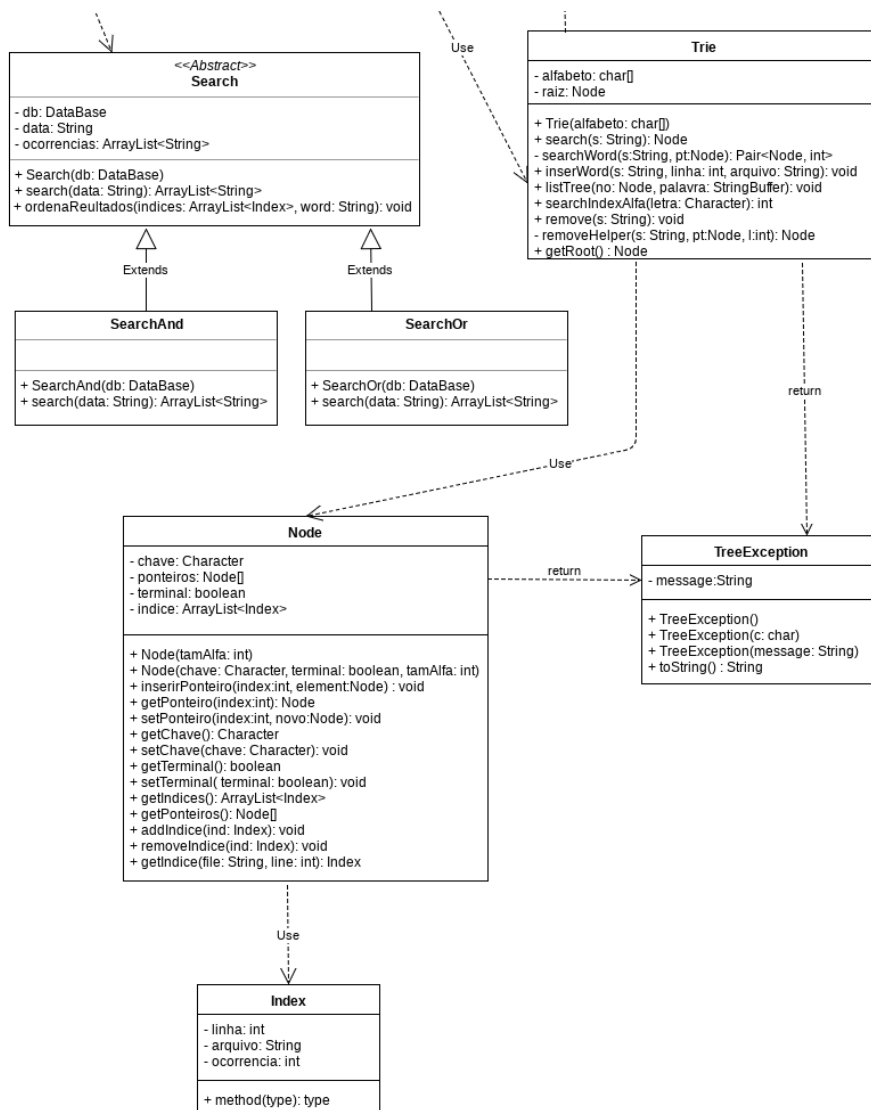 Use
<<Abstract>>
Search
- db: DataBase
- data: String
- ocorrencias: ArrayList<String>
+ Search(db: DataBase)
+ search(data: String): ArrayList<String>
+ ordenaReultados(indices: ArrayList<Index>, word: String): void
Trie
- alfabeto: char[]
- raiz: Node
+ Trie(alfabeto: char[])
+ search(s: String): Node
- searchWord(s:String, pt:Node): Pair<Node, int>
+ inserWord(s: String, linha: int, arquivo: String): void
+ listTree(no: Node, palavra: StringBuffer): void
+ searchIndexAlfa(letra: Character): int
+ remove(s: String): void
- removeHelper(s: String, pt:Node, l:int): Node
+ getRoot() : Node
Extends
Extends
SearchAnd
+ SearchAnd(db: DataBase)
+ search(data: String): ArrayList<String>
SearchOr
+ SearchOr(db: DataBase)
+ search(data: String): ArrayList<String>
return
Use
Node
- chave: Character
- ponteiros: Node[]
- terminal: boolean
- indice: ArrayList<Index>
+ Node(tamAlfa: int)
+ Node(chave: Character, terminal: boolean, tamAlfa: int)
+ inserirPonteiro(index:int, element:Node) : void
+ getPonteiro(index:int): Node
+ setPonteiro(index:int, novo:Node): void
+ getChave(): Character
+ setChave(chave: Character): void
+ getTerminal(): boolean
+ setTerminal( terminal: boolean): void
+ getIndices(): ArrayList<Index>
+ getPonteiros(): Node[]
+ addIndice(ind: Index): void
+ removeIndice(ind: Index): void
+ getIndice(file: String, line: int): Index
return
TreeException
- message:String
+ TreeException()
+ TreeException(c: char)
+ TreeException(message: String)
+ toString() : String
Use
Index
- linha: int
- arquivo: String
- ocorrencia: int
+ method(type): type